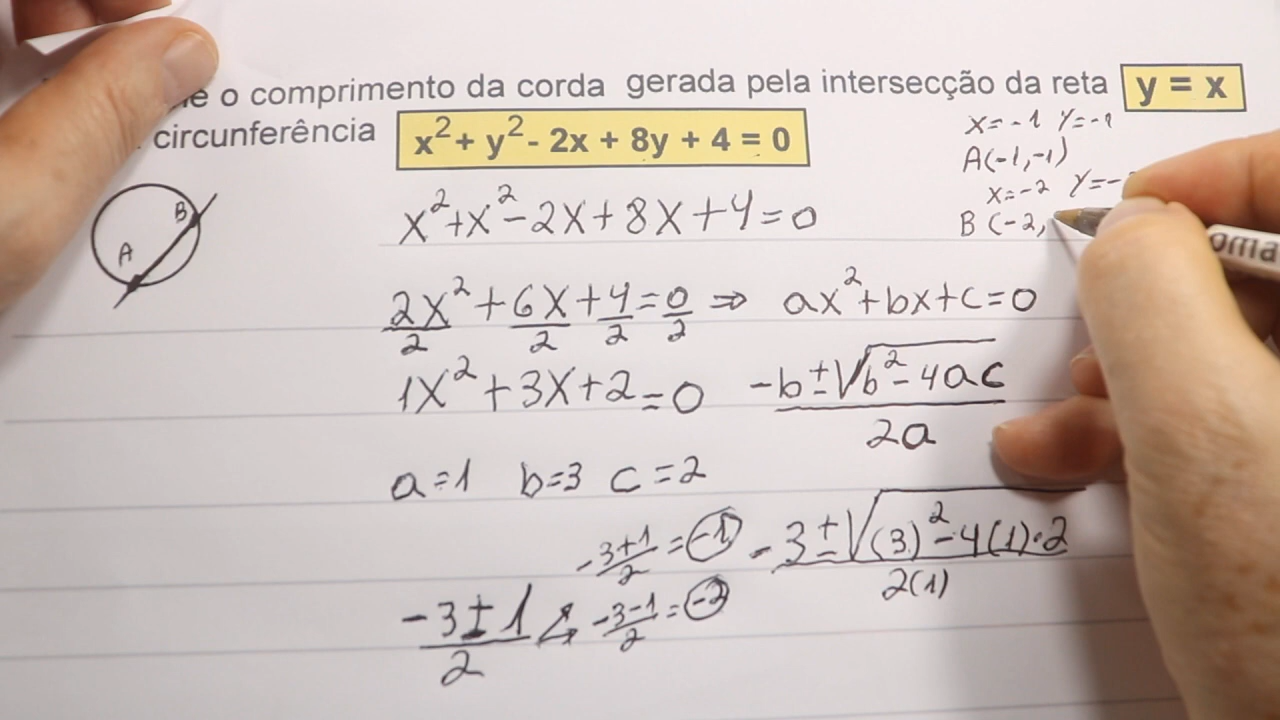 o comprimento da corda gerada pela intersecção da reta y = x
circunferência x² + y² - 2x + 8y + 4 = 0
x=-1 y=-1
A(-1,-1)
x=-2 y=-
B (-2,
A
B
x²+x²-2x+8x+4=0
2x²/2 + 6x/2 + 4/2 = 0/2 ⇒ ax²+bx+c=0
1x²+3x+2=0 -b±√b²-4ac/2a
a=1 b=3 c=2
-3+1/2 = -1 -3±√(3)²-4(1)·2/2(1)
-3±1/2 -3-1/2 = -2
oma